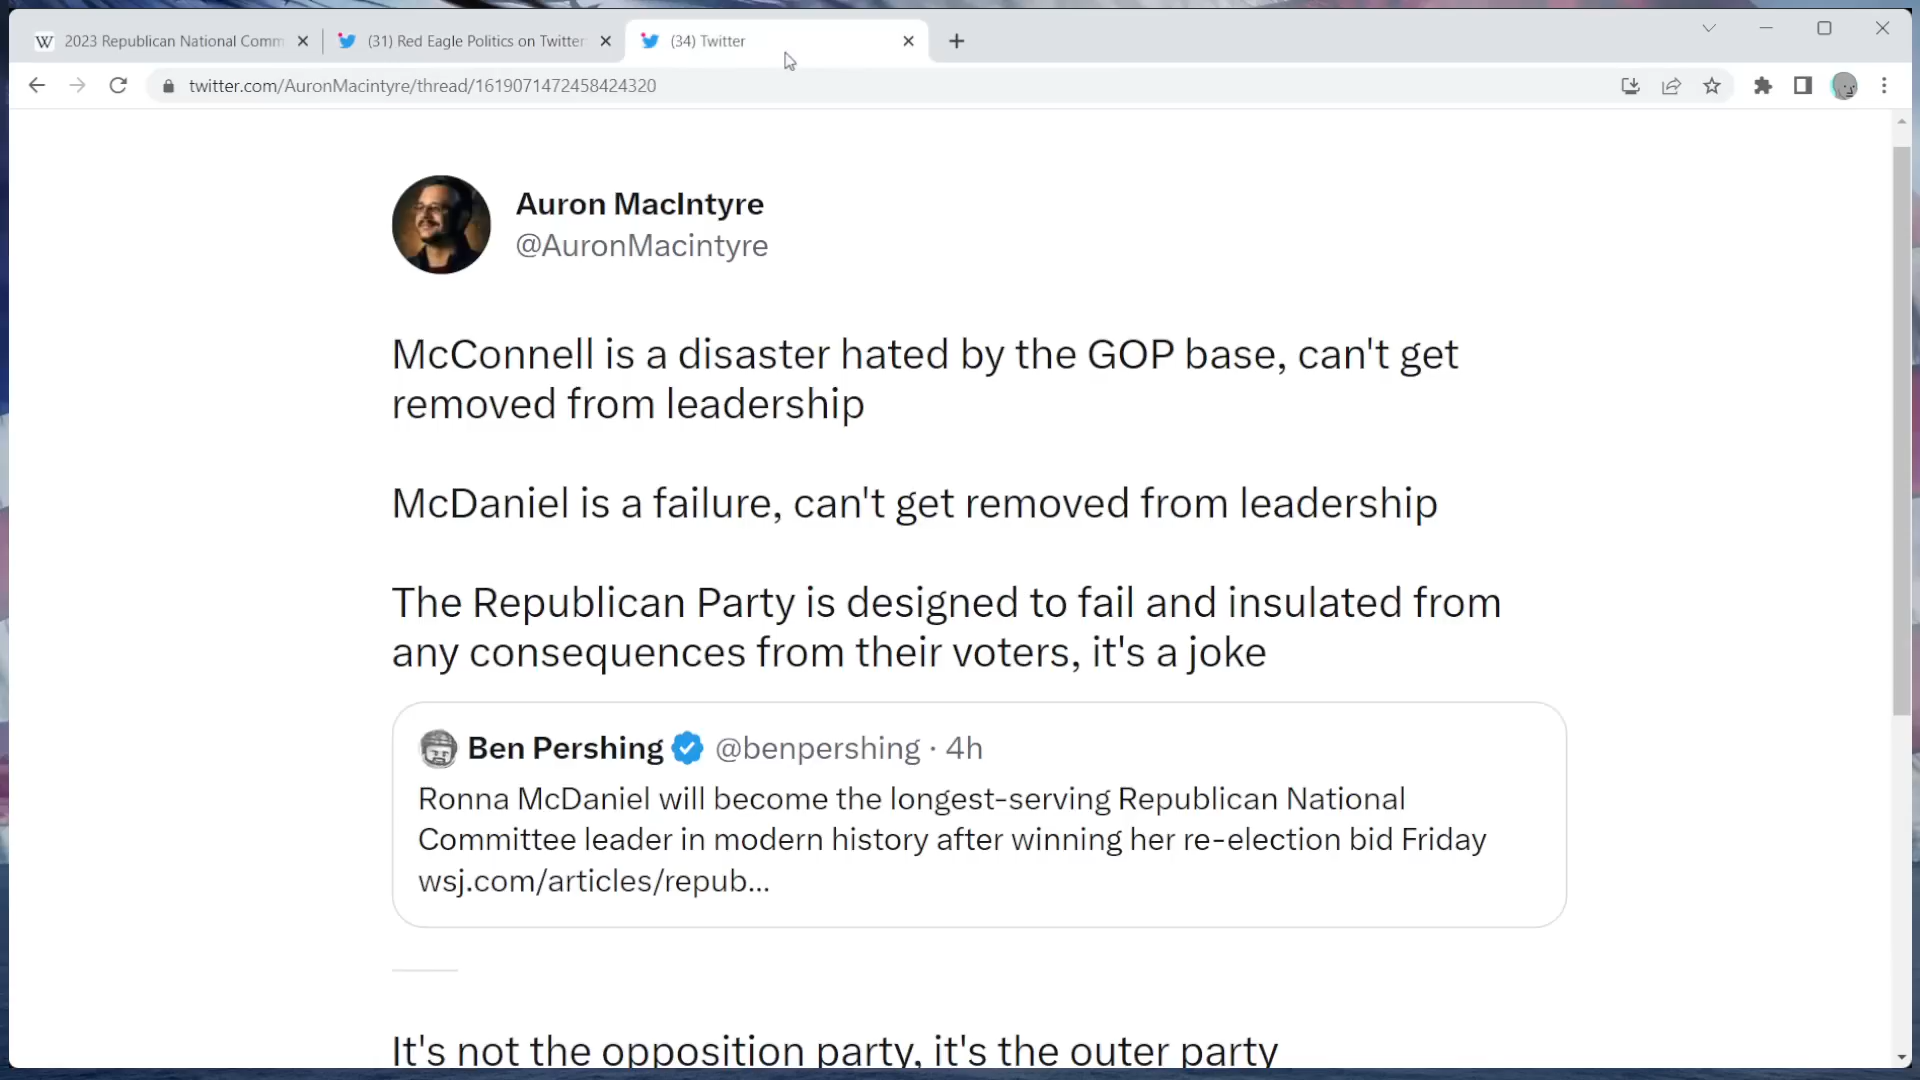 2023 Republican National Comm
(31) Red Eagle Politics on Twitter
(34) Twitter
twitter.com/AuronMacintyre/thread/1619071472458424320
Auron MacIntyre
@AuronMacintyre
McConnell is a disaster hated by the GOP base, can't get
removed from leadership
McDaniel is a failure, can't get removed from leadership
The Republican Party is designed to fail and insulated from
any consequences from their voters, it's a joke
Ben Pershing @benpershing · 4h
Ronna McDaniel will become the longest-serving Republican National
Committee leader in modern history after winning her re-election bid Friday
wsj.com/articles/repub...
It's not the opposition party, it's the outer party